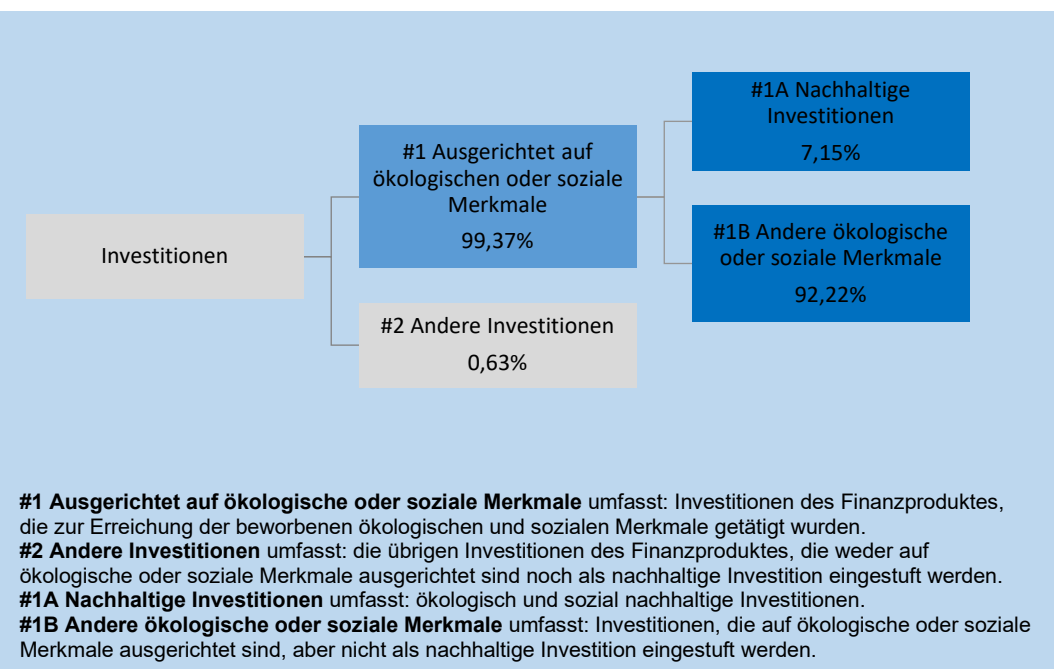 #1A Nachhaltige
Investitionen
7,15%
#1 Ausgerichtet auf
ökologischen oder soziale
Merkmale
99,37%
Investitionen
#1B Andere ökologische
oder soziale Merkmale
92,22%
#2 Andere Investitionen
0,63%
#1 Ausgerichtet auf ökologische oder soziale Merkmale umfasst: Investitionen des Finanzproduktes,
die zur Erreichung der beworbenen ökologischen und sozialen Merkmale getätigt wurden.
#2 Andere Investitionen umfasst: die übrigen Investitionen des Finanzproduktes, die weder auf
ökologische oder soziale Merkmale ausgerichtet sind noch als nachhaltige Investition eingestuft werden.
#1A Nachhaltige Investitionen umfasst: ökologisch und sozial nachhaltige Investitionen.
#1B Andere ökologische oder soziale Merkmale umfasst: Investitionen, die auf ökologische oder soziale
Merkmale ausgerichtet sind, aber nicht als nachhaltige Investition eingestuft werden.